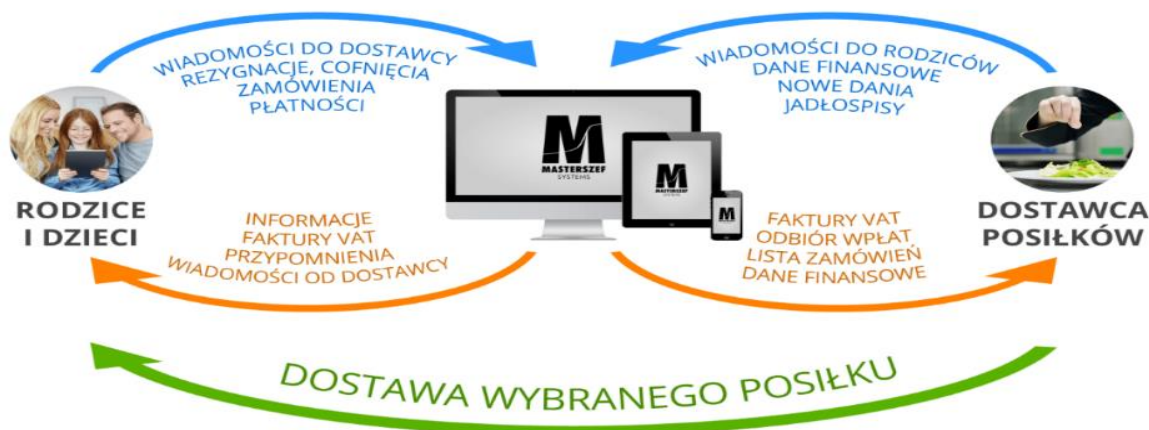 WIADOMOŚCI DO DOSTAWCY
REZYGNACJE, COFNIĘCIA
ZAMÓWIENIA
PŁATNOŚCI
WIADOMOŚCI DO RODZICÓW
DANE FINANSOWE
NOWE DANIA
JADŁOSPISY
M
MASTERSZEF
SYSTEMS
M
MASTERSZEF
SYSTEMS
M
RODZICE
I DZIECI
INFORMACJE
FAKTURY VAT
PRZYPOMNIENIA
WIADOMOŚCI OD DOSTAWCY
FAKTURY VAT
ODBIÓR WPŁAT
LISTA ZAMÓWIEŃ
DANE FINANSOWE
DOSTAWCA
POSIŁKÓW
DOSTAWA WYBRANEGO POSIŁKU